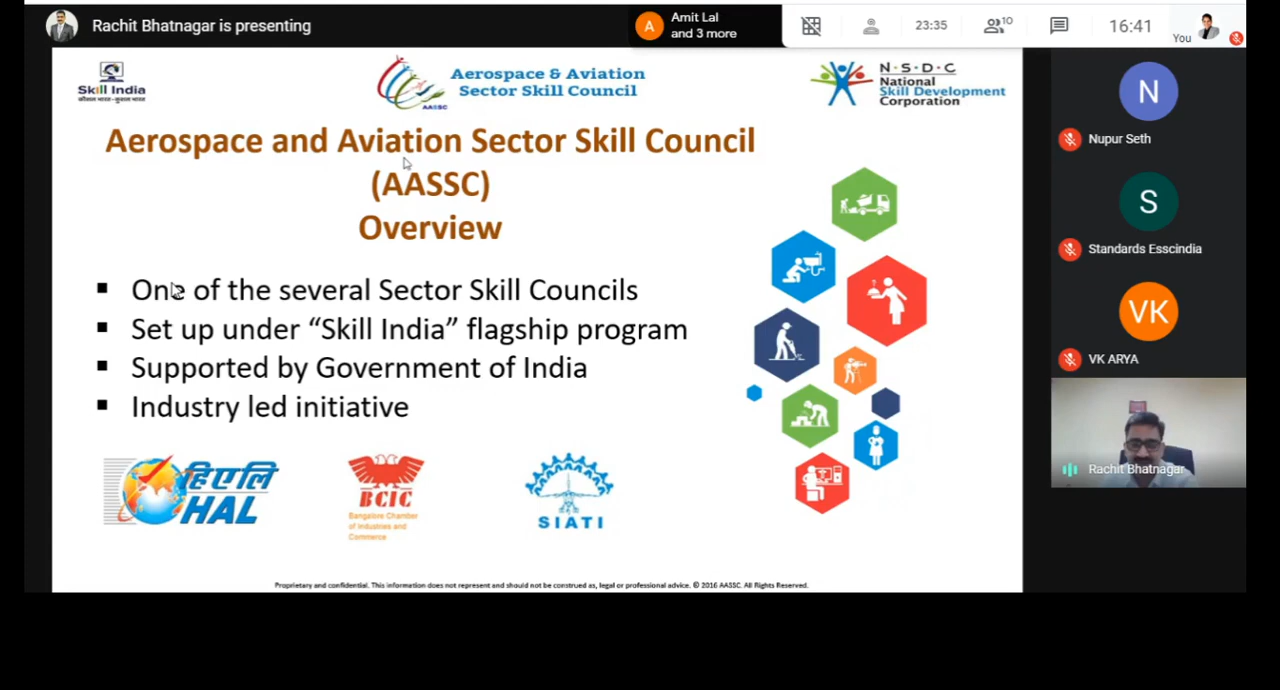 Rachit Bhatnagar is presenting
A
Amit Lal
and 3 more
23:35
10
16:41
You
Skill India
कौशल भारत-कुशल भारत
AASSC
Aerospace & Aviation
Sector Skill Council
N·S·D·C
National
Skill Development
Corporation
Aerospace and Aviation Sector Skill Council
(AASSC)
Overview
▪ One of the several Sector Skill Councils
▪ Set up under “Skill India” flagship program
▪ Supported by Government of India
▪ Industry led initiative
हिएलि
HAL
BCIC
Bangalore Chamber
of Industries and
Commerce
SIATI
Proprietary and confidential. This information does not represent and should not be construed as, legal or professional advice. © 2016 AASSC. All Rights Reserved.
N
Nupur Seth
S
Standards Esscindia
VK
VK ARYA
Rachit Bhatnagar